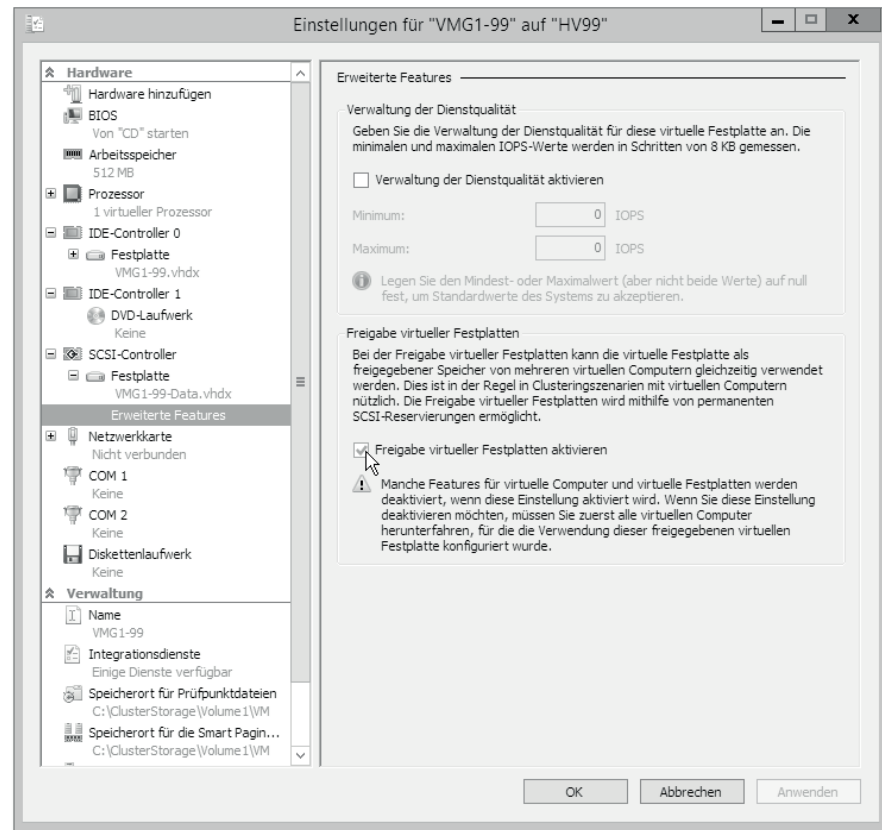 Einstellungen für "VMG1-99" auf "HV99"
Hardware
Hardware hinzufügen
BIOS
Von "CD" starten
Arbeitsspeicher
512 MB
Prozessor
1 virtueller Prozessor
IDE-Controller 0
Festplatte
VMG1-99.vhdx
IDE-Controller 1
DVD-Laufwerk
Keine
SCSI-Controller
Festplatte
VMG1-99-Data.vhdx
Erweiterte Features
Netzwerkkarte
Nicht verbunden
COM 1
Keine
COM 2
Keine
Diskettenlaufwerk
Keine
Verwaltung
Name
VMG1-99
Integrationsdienste
Einige Dienste verfügbar
Speicherort für Prüfpunktdateien
C:\ClusterStorage\Volume1\VM
Speicherort für die Smart Pagin...
C:\ClusterStorage\Volume1\VM
Erweiterte Features
Verwaltung der Dienstqualität
Geben Sie die Verwaltung der Dienstqualität für diese virtuelle Festplatte an. Die
minimalen und maximalen IOPS-Werte werden in Schritten von 8 KB gemessen.
Verwaltung der Dienstqualität aktivieren
Minimum: 0 IOPS
Maximum: 0 IOPS
Legen Sie den Mindest- oder Maximalwert (aber nicht beide Werte) auf null
fest, um Standardwerte des Systems zu akzeptieren.
Freigabe virtueller Festplatten
Bei der Freigabe virtueller Festplatten kann die virtuelle Festplatte als
freigegebener Speicher von mehreren virtuellen Computern gleichzeitig verwendet
werden. Dies ist in der Regel in Clusteringszenarien mit virtuellen Computern
nützlich. Die Freigabe virtueller Festplatten wird mithilfe von permanenten
SCSI-Reservierungen ermöglicht.
Freigabe virtueller Festplatten aktivieren
Manche Features für virtuelle Computer und virtuelle Festplatten werden
deaktiviert, wenn diese Einstellung aktiviert wird. Wenn Sie diese Einstellung
deaktivieren möchten, müssen Sie zuerst alle virtuellen Computer
herunterfahren, für die die Verwendung dieser freigegebenen virtuellen
Festplatte konfiguriert wurde.
OK
Abbrechen
Anwenden